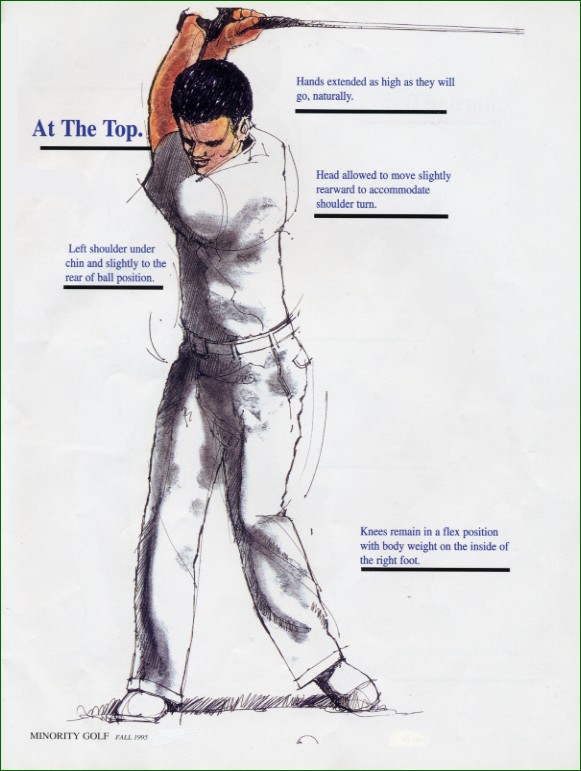 Hands extended as high as they will
go, naturally.
At The Top.
Head allowed to move slightly
rearward to accommodate
shoulder turn.
Left shoulder under
chin and slightly to the
rear of ball position.
Knees remain in a flex position
with body weight on the inside of
the right foot.
MINORITY GOLF FALL 1995